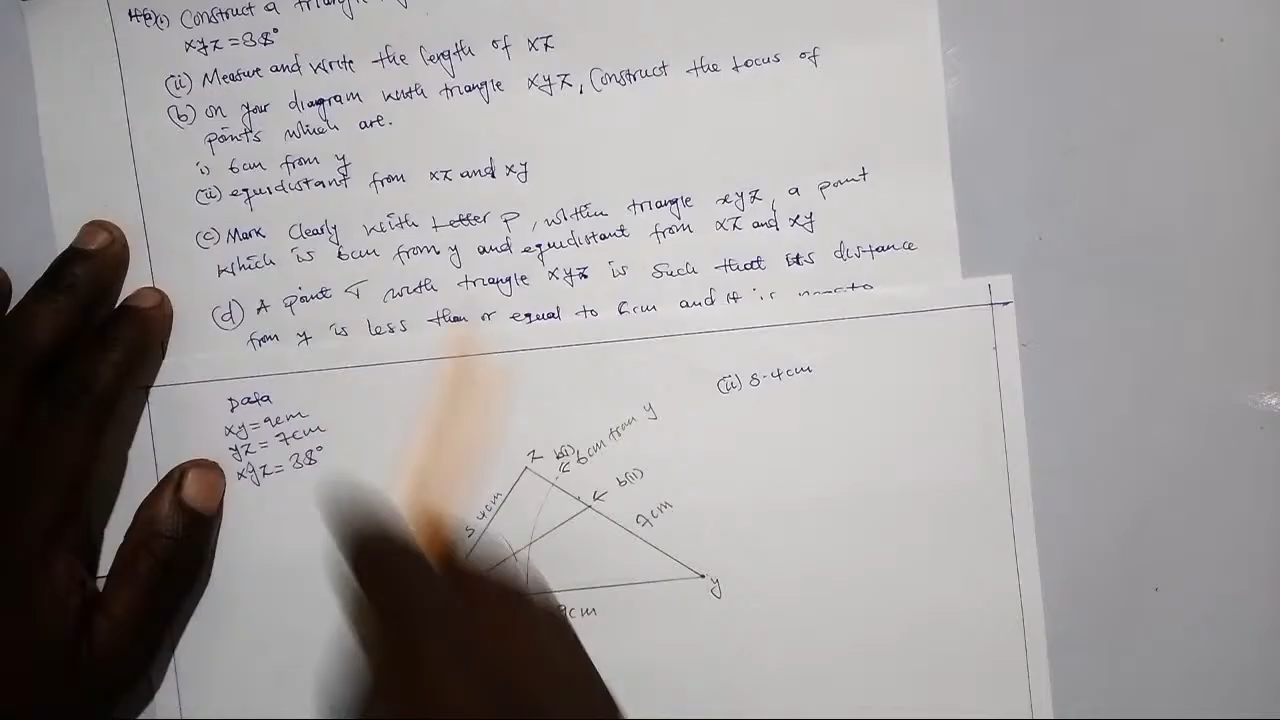 (i) Construct a triangle
xyz = 38°
(ii) Measure and write the length of xz
(b) on your diagram with triangle xyz, Construct the locus of
points which are.
i) 6cm from y
(ii) equidistant from xz and xy
(c) Mark Clearly with Letter P, within triangle xyz, a point
which is 6cm from y and equidistant from xz and xy
(d) A point T with triangle xyz is such that its distance
from y is less than or equal to 6cm and it is
Data
xy = 9cm
yz = 7cm
xyz = 38°
(ii) 5.4cm
z b(i)
6cm from y
b(ii)
5.4cm
7cm
y
9cm